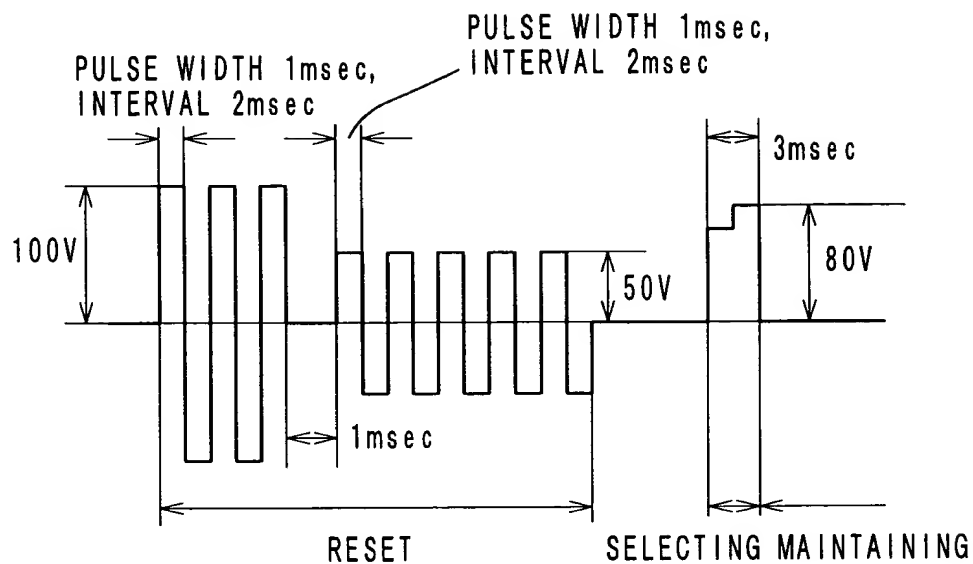 PULSE WIDTH 1msec,
INTERVAL 2msec
PULSE WIDTH 1msec,
INTERVAL 2msec
3msec
100V
50V
80V
1msec
RESET
SELECTING MAINTAINING